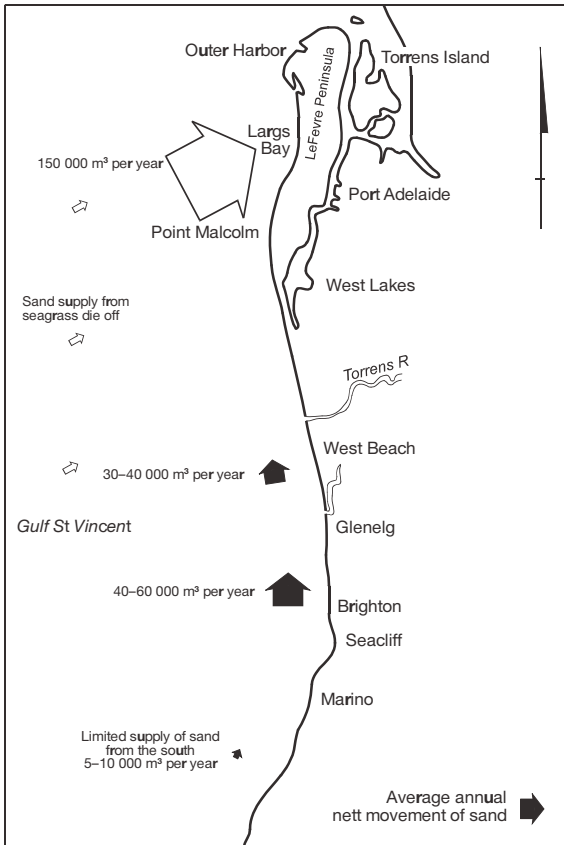 Outer Harbor
Torrens Island
LeFevre Peninsula
Largs
Bay
150 000 m³ per year
Port Adelaide
Point Malcolm
West Lakes
Sand supply from
seagrass die off
Torrens R
West Beach
30–40 000 m³ per year
Gulf St Vincent
Glenelg
40–60 000 m³ per year
Brighton
Seacliff
Marino
Limited supply of sand
from the south
5–10 000 m³ per year
Average annual
nett movement of sand